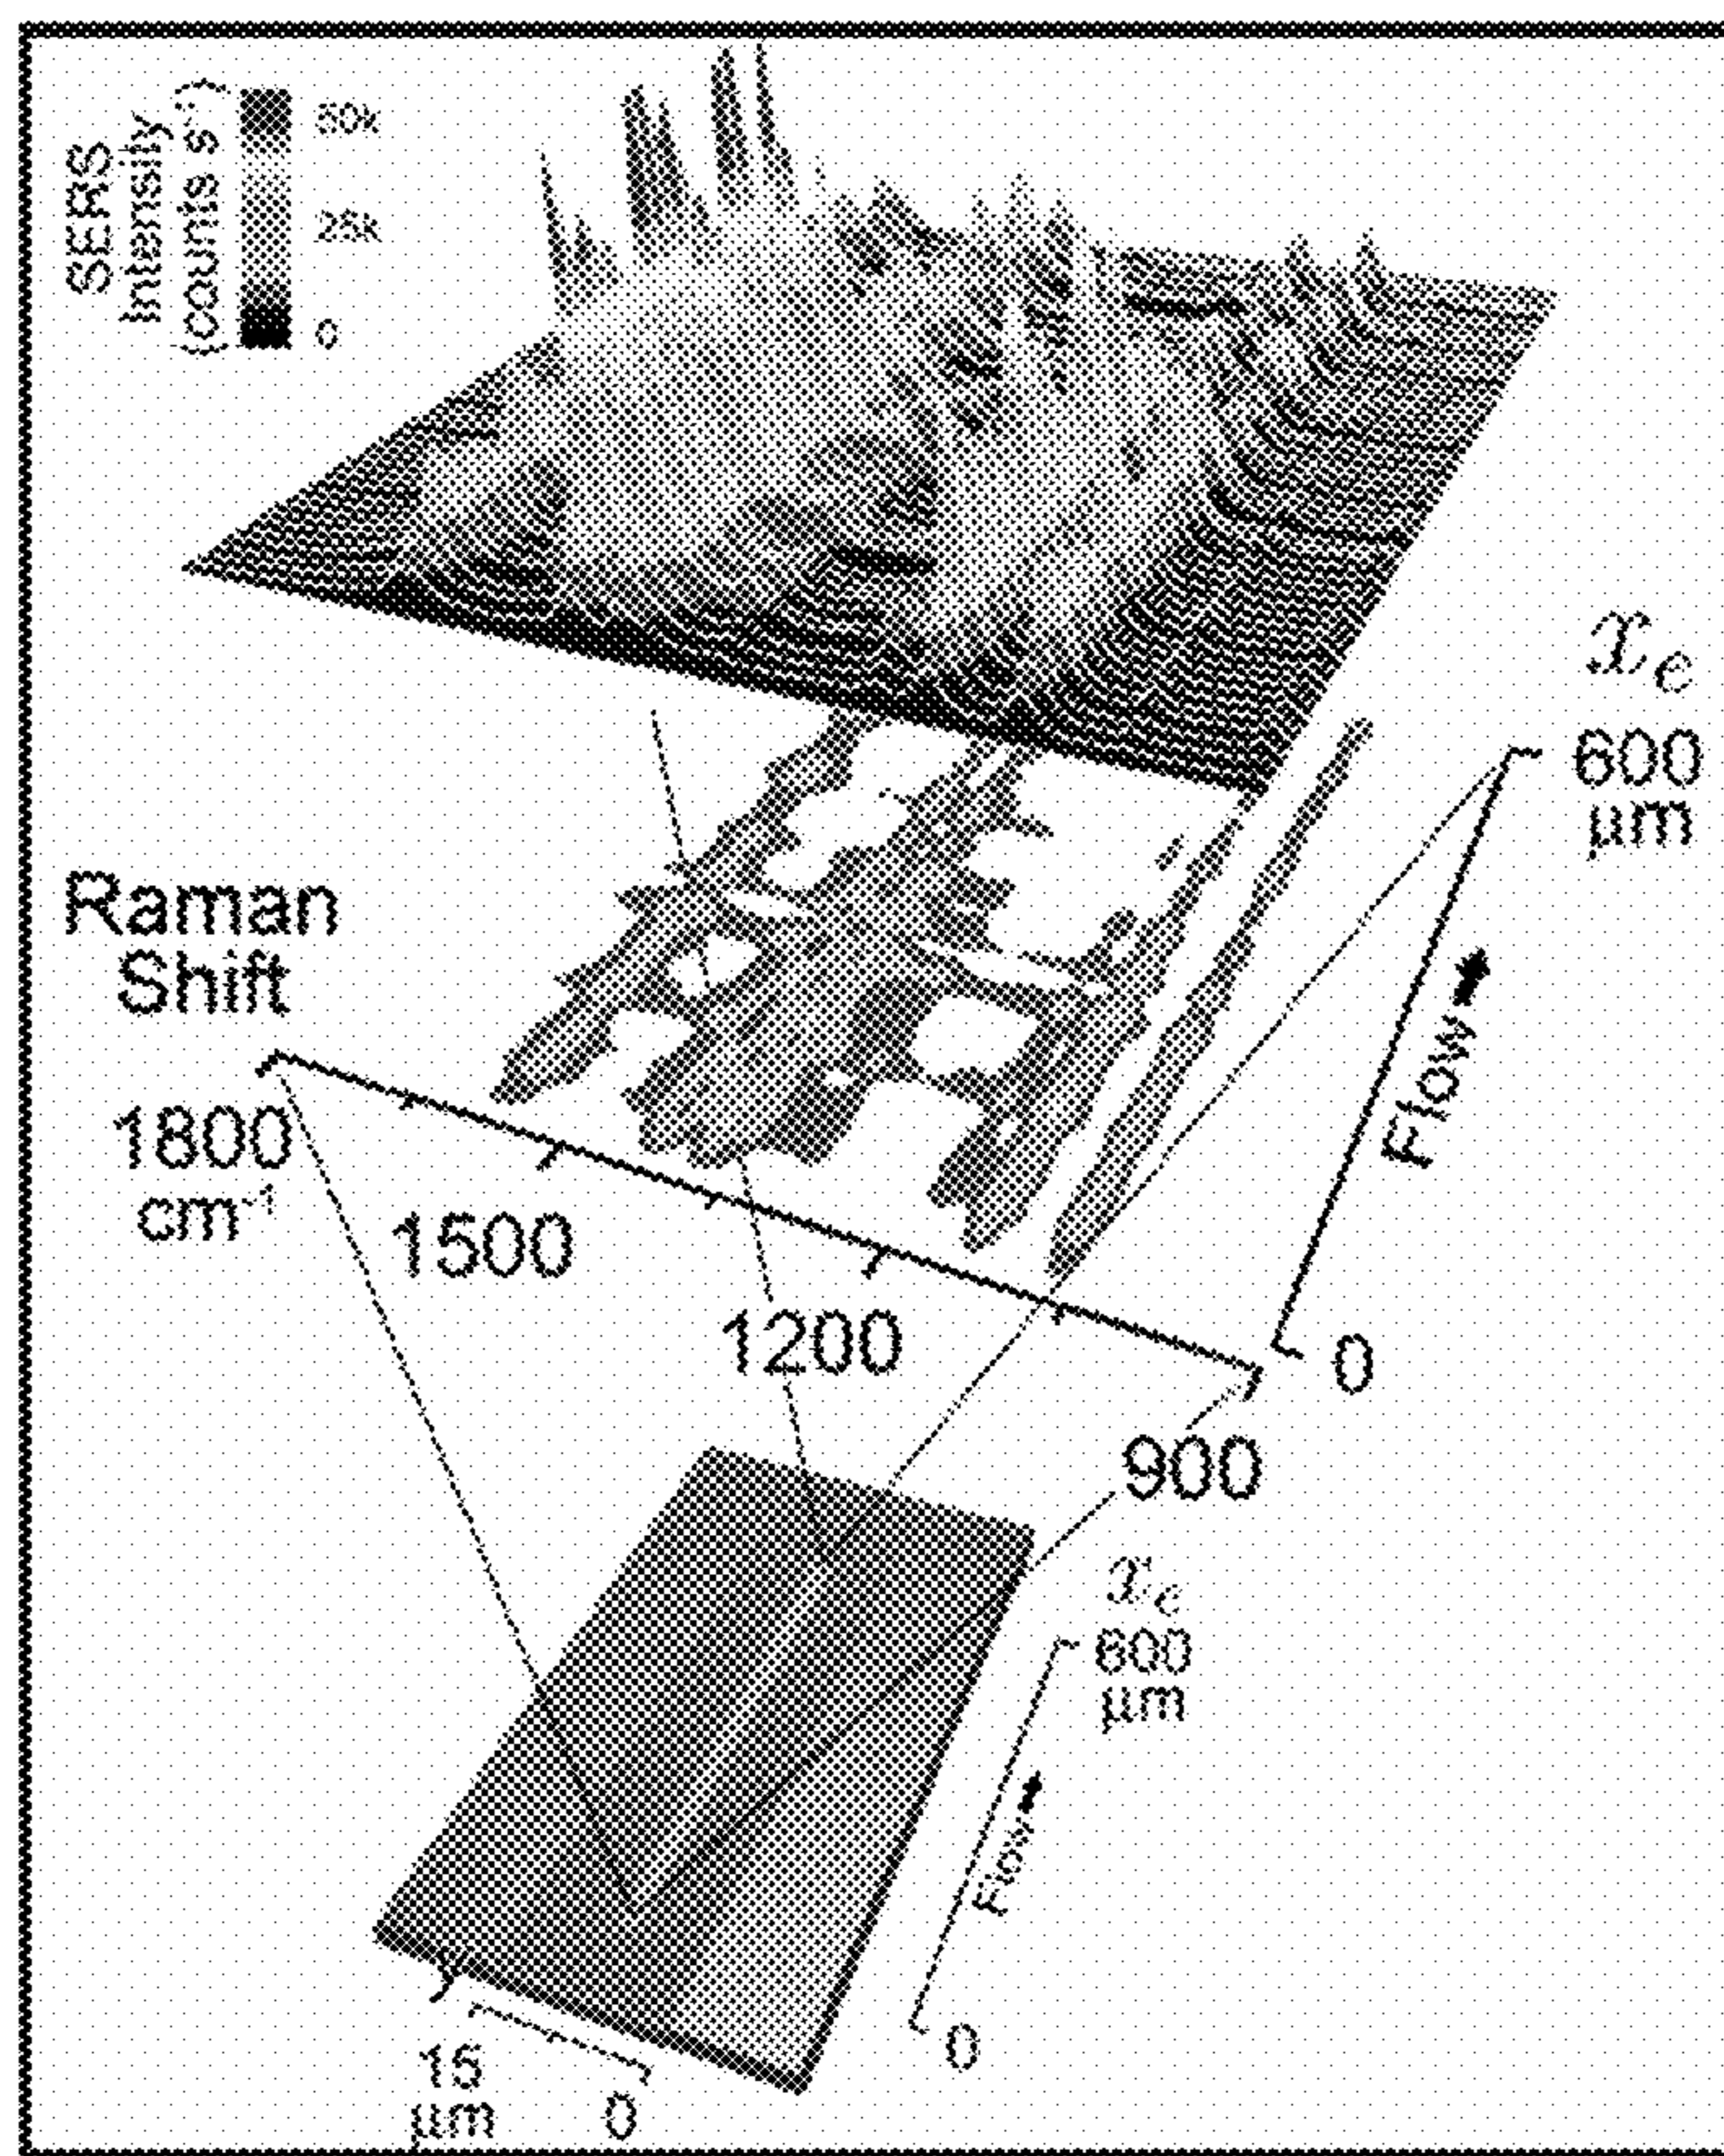 SERS
Intensity
(counts s⁻¹)
50k
25k
0
Raman
Shift
1800
cm⁻¹
1500
1200
900
xₑ
600
µm
Flow
0
xₑ
600
µm
Flow
0
y
15
µm
0